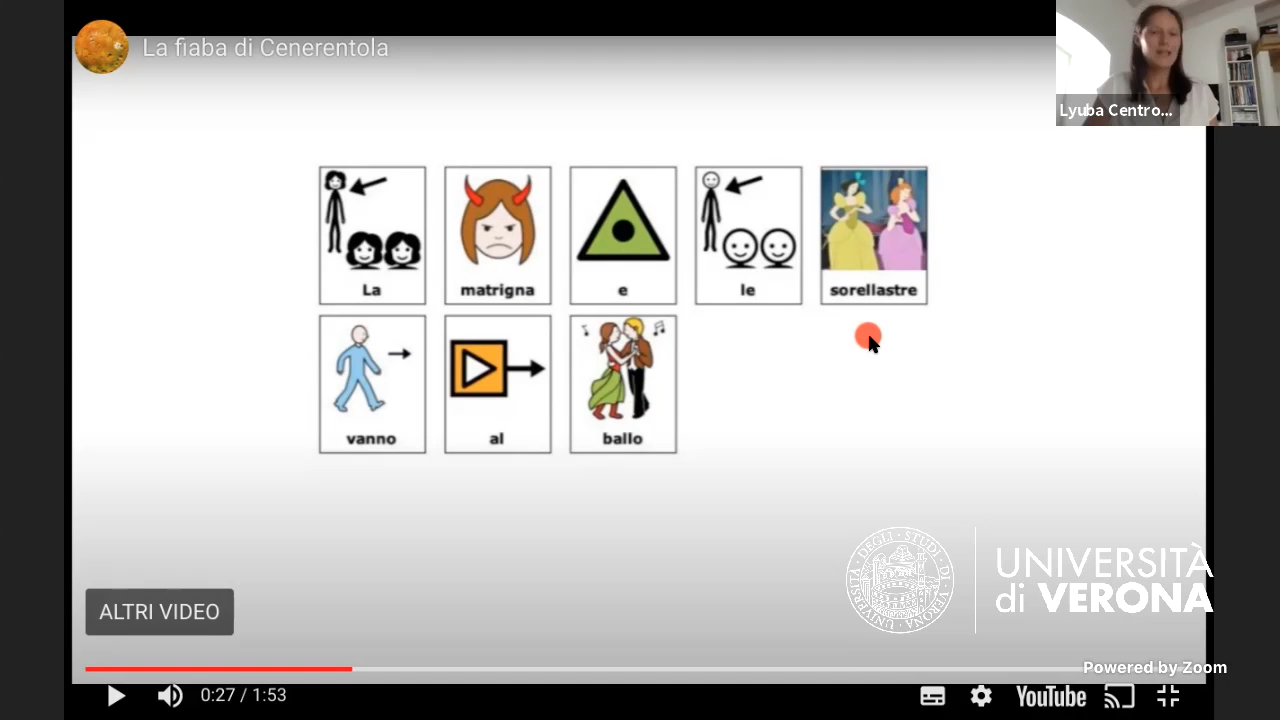 La fiaba di Cenerentola
Lyuba Centro...
La matrigna e le sorellastre
vanno al ballo
UNIVERSITÀ
di VERONA
ALTRI VIDEO
Powered by Zoom
0:27 / 1:53
YouTube